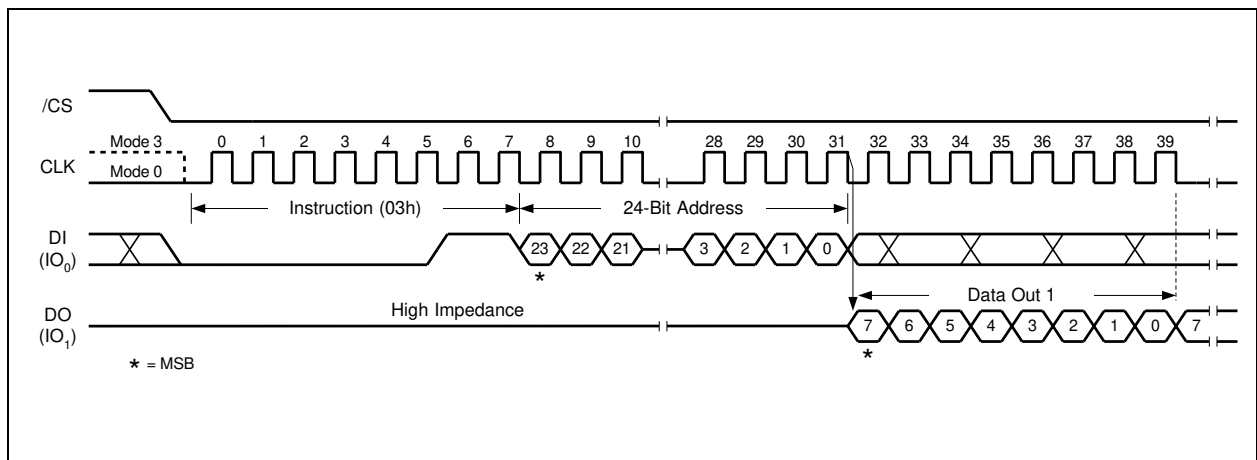 /CS
Mode 3 0 1 2 3 4 5 6 7 8 9 10 28 29 30 31 32 33 34 35 36 37 38 39
CLK Mode 0
Instruction (03h) 24-Bit Address
DI
(IO0) 23 22 21 3 2 1 0
*
Data Out 1
High Impedance
DO
(IO1) 7 6 5 4 3 2 1 0 7
*
* = MSB